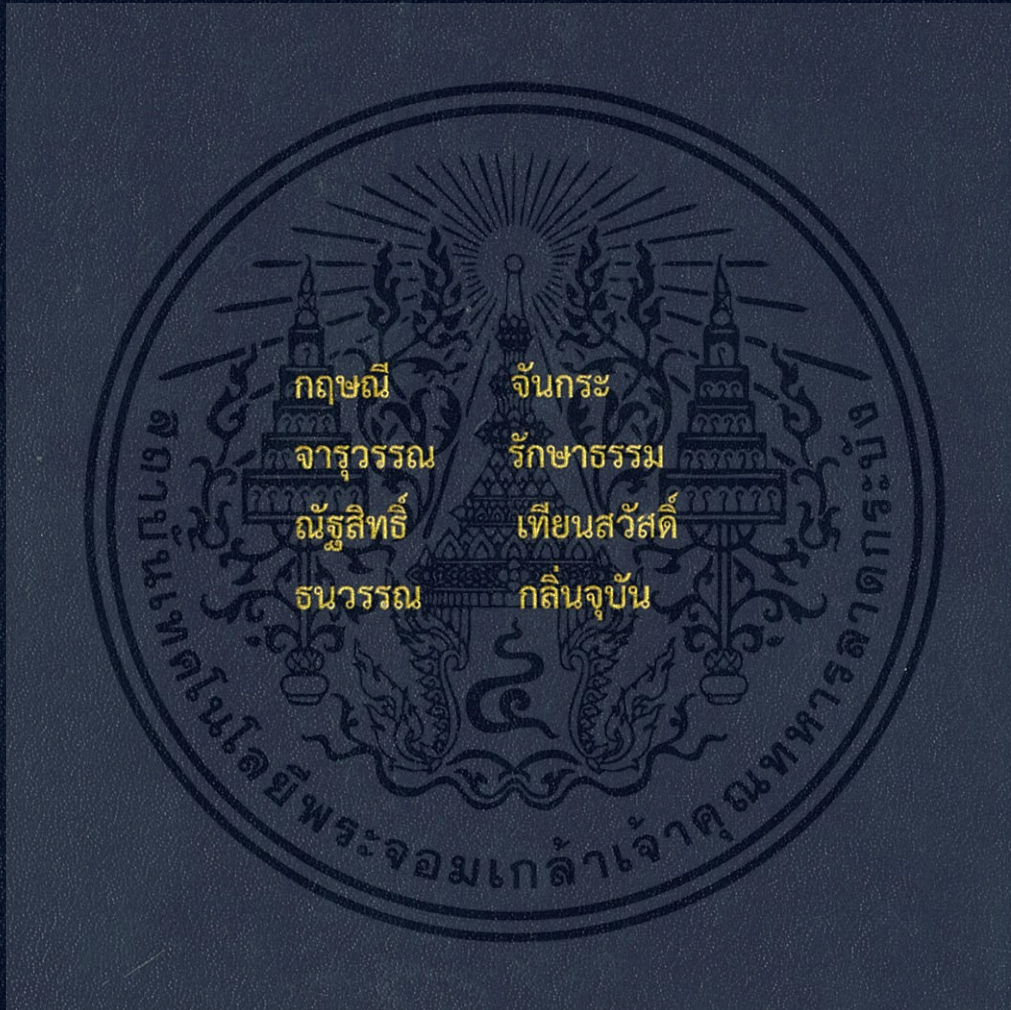 กฤษณี จันกระ
จารุวรรณ รักษาธรรม
ณัฐสิทธิ์ เทียนสวัสดิ์
ธนวรรณ กลิ่นจุบัน
๔
สถาบันเทคโนโลยีพระจอมเกล้าเจ้าคุณทหารลาดกระบัง